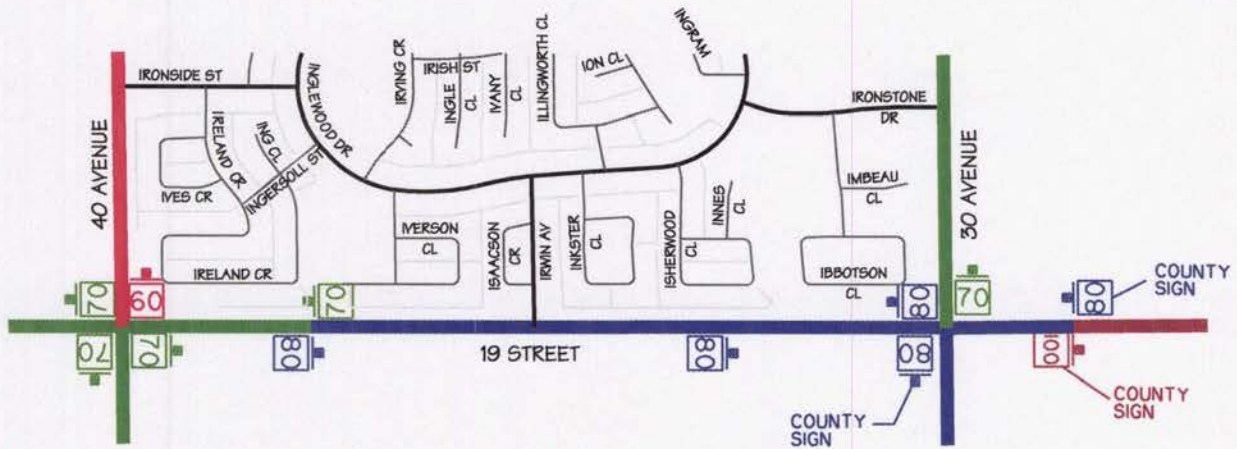 IRONSIDE ST
INGLEWOOD DR
IRVING CR
IRISH ST
INGLE
CL
IVANY
CL
ILLINGWORTH CL
ION CL
INGRAM
IRONSTONE
DR
40 AVENUE
IRELAND CR
ING CL
INGERSOLL ST
IVES CR
IRELAND CR
IVERSON
CL
ISAACSON
CR
IRWIN AV
INKSTER
CL
ISHERWOOD
CL
INNES
CL
IMBEAU
CL
IBBOTSON
CL
30 AVENUE
COUNTY
SIGN
70
60
70
80
70
80
70
70
80
80
80
100
19 STREET
COUNTY
SIGN
COUNTY
SIGN